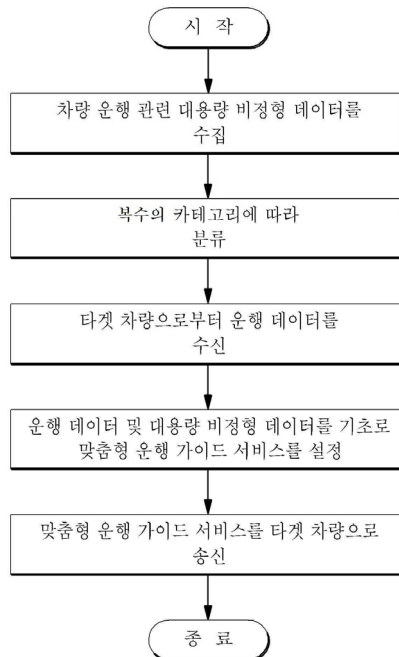 시 작
차량 운행 관련 대용량 비정형 데이터를
수집
복수의 카테고리에 따라
분류
타겟 차량으로부터 운행 데이터를
수신
운행 데이터 및 대용량 비정형 데이터를 기초로
맞춤형 운행 가이드 서비스를 설정
맞춤형 운행 가이드 서비스를 타겟 차량으로
송신
종 료